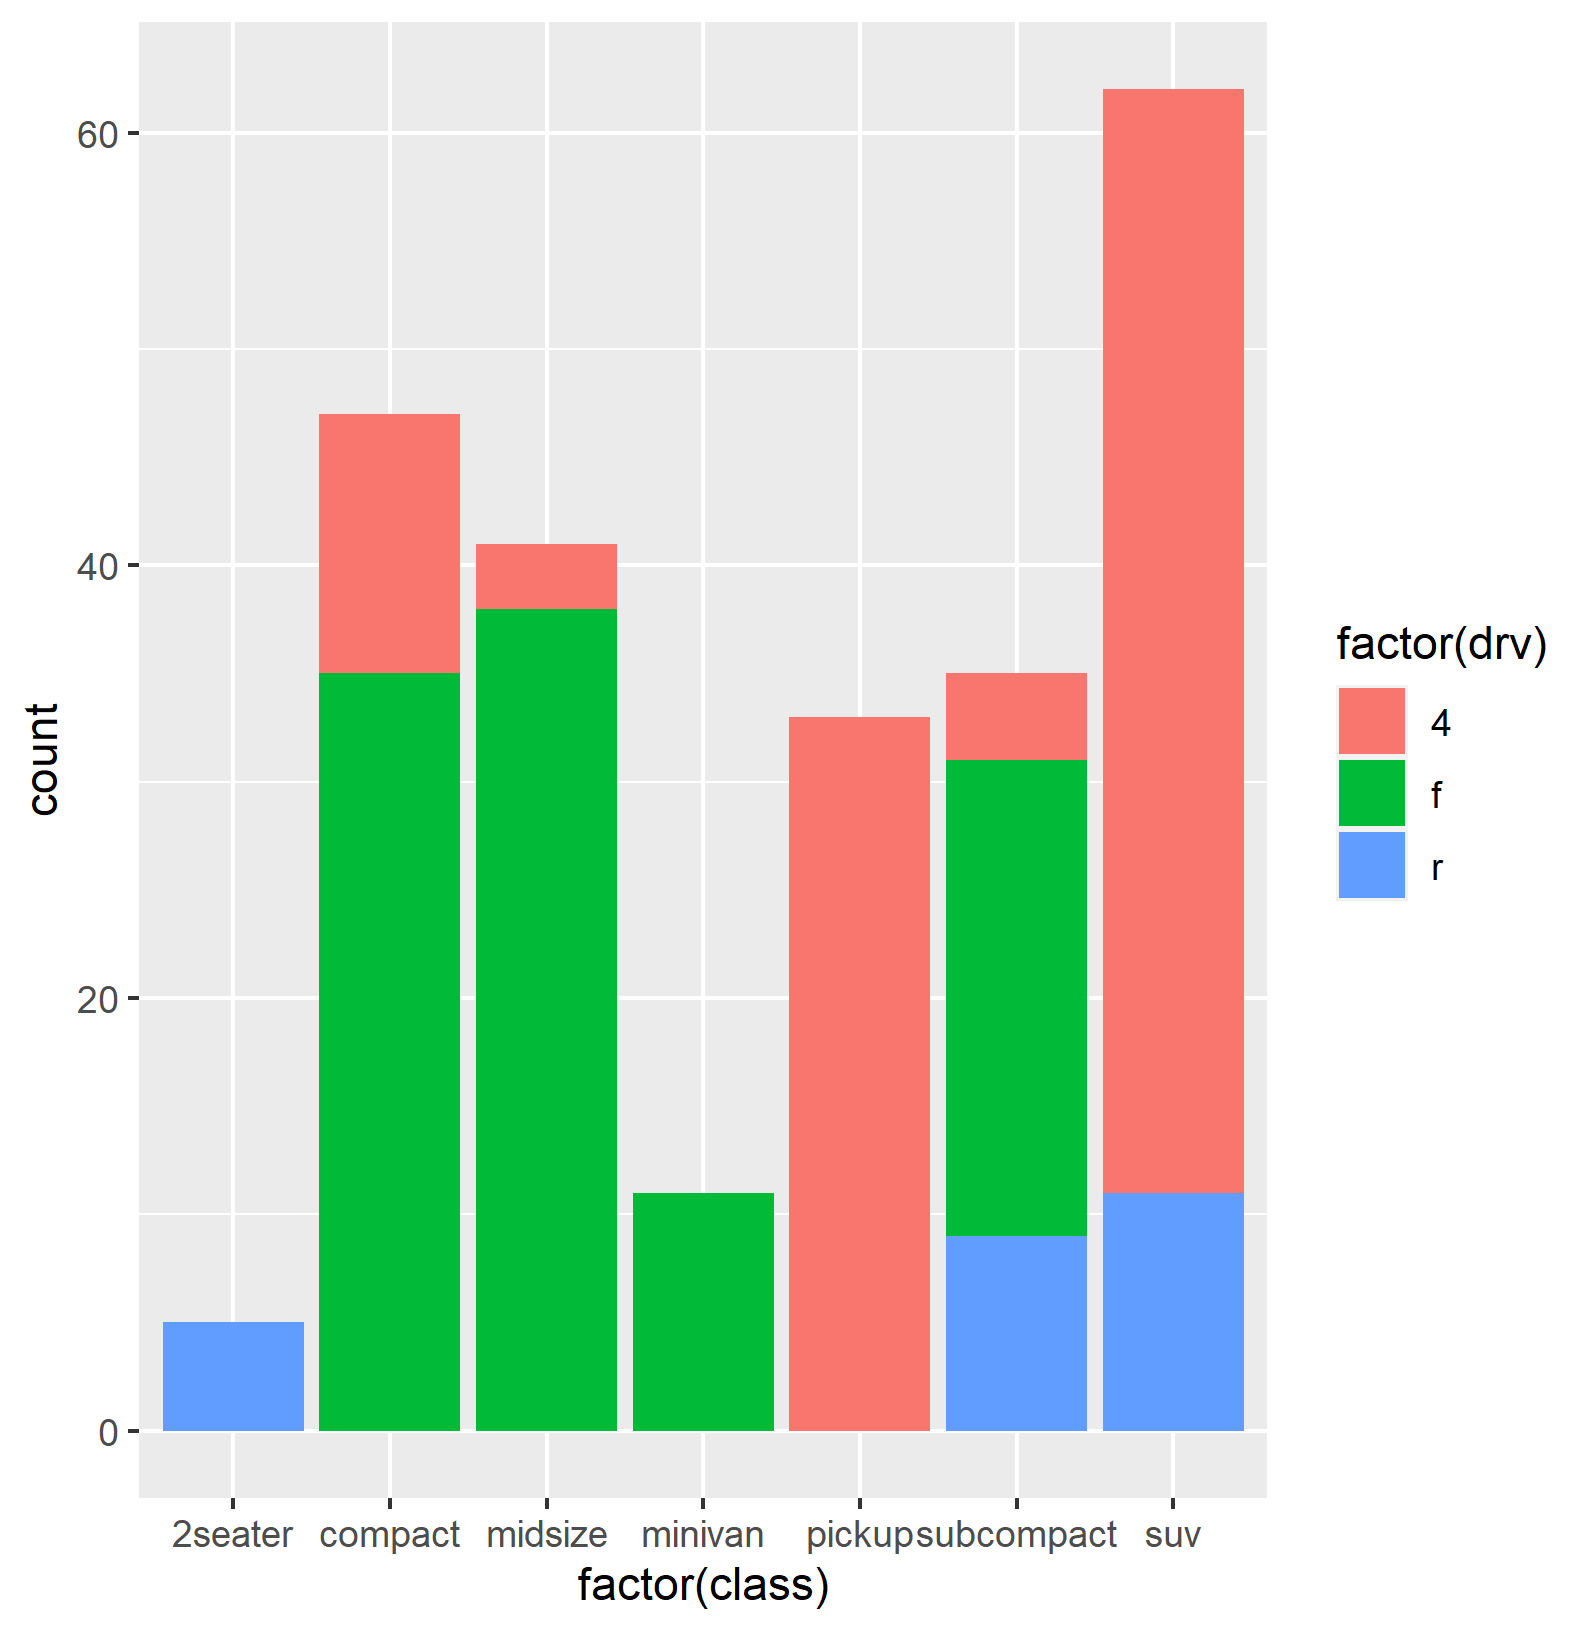 60
40
20
0
count
2seater compact midsize minivan pickup subcompact suv
factor(class)
factor(drv)
4
f
r